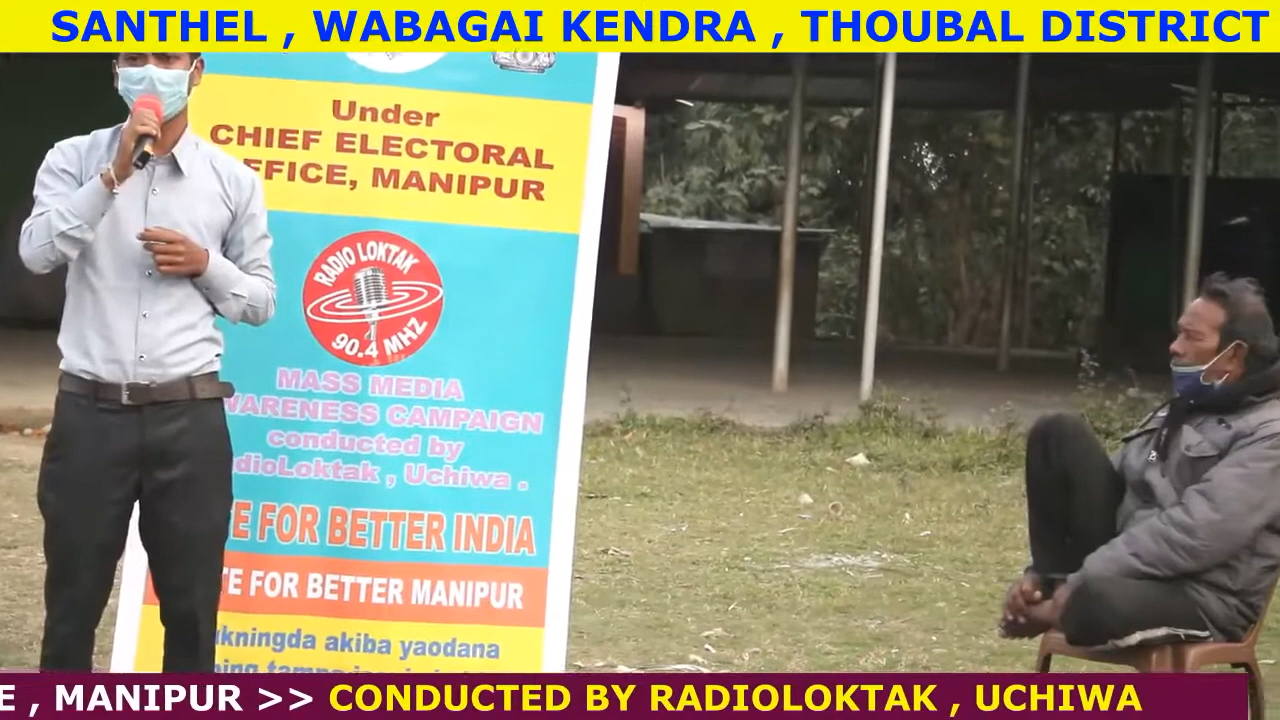 SANTHEL , WABAGAI KENDRA , THOUBAL DISTRICT
Under
CHIEF ELECTORAL
FFICE, MANIPUR
RADIO LOKTAK
90.4 MHZ
MASS MEDIA
WARENESS CAMPAIGN
conducted by
dioLoktak , Uchiwa .
E FOR BETTER INDIA
TE FOR BETTER MANIPUR
kningda akiba yaodana
E , MANIPUR >> CONDUCTED BY RADIOLOKTAK , UCHIWA